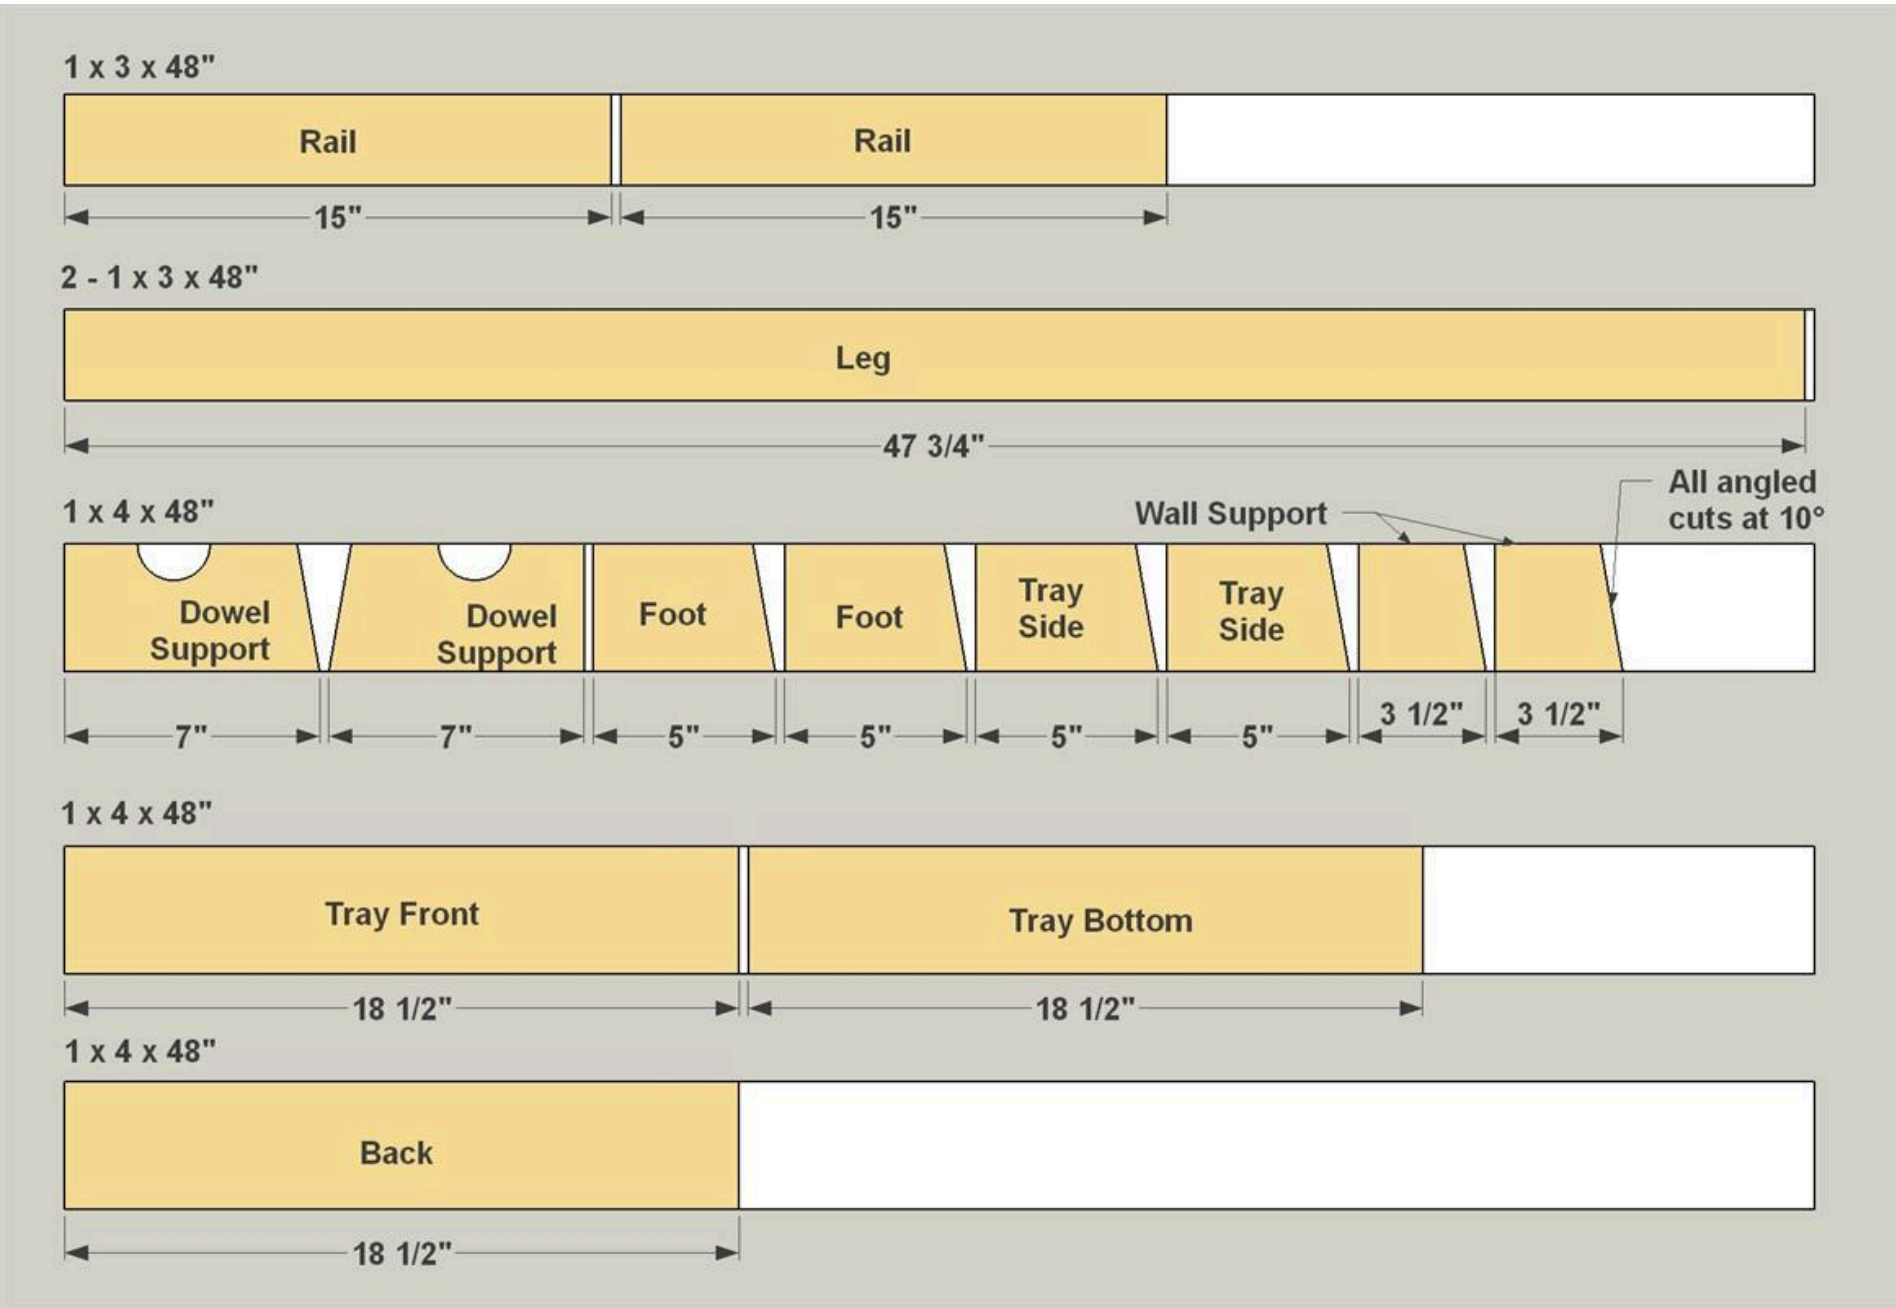 1 x 3 x 48"
Rail
Rail
15"
15"
2 - 1 x 3 x 48"
Leg
47 3/4"
1 x 4 x 48"
Wall Support
All angled
cuts at 10°
Dowel
Support
Dowel
Support
Foot
Foot
Tray
Side
Tray
Side
7"
7"
5"
5"
5"
5"
3 1/2"
3 1/2"
1 x 4 x 48"
Tray Front
Tray Bottom
18 1/2"
18 1/2"
1 x 4 x 48"
Back
18 1/2"